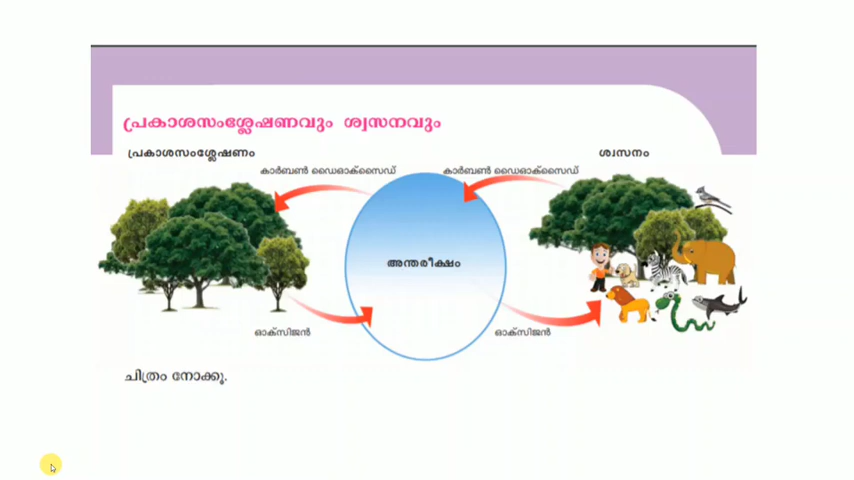 പ്രകാശസംശ്ലേഷണവും ശ്വസനവും
പ്രകാശസംശ്ലേഷണം
ശ്വസനം
കാർബൺ ഡൈഓക്സൈഡ്
കാർബൺ ഡൈഓക്സൈഡ്
അന്തരീക്ഷം
ഓക്സിജൻ
ഓക്സിജൻ
ചിത്രം നോക്കൂ.